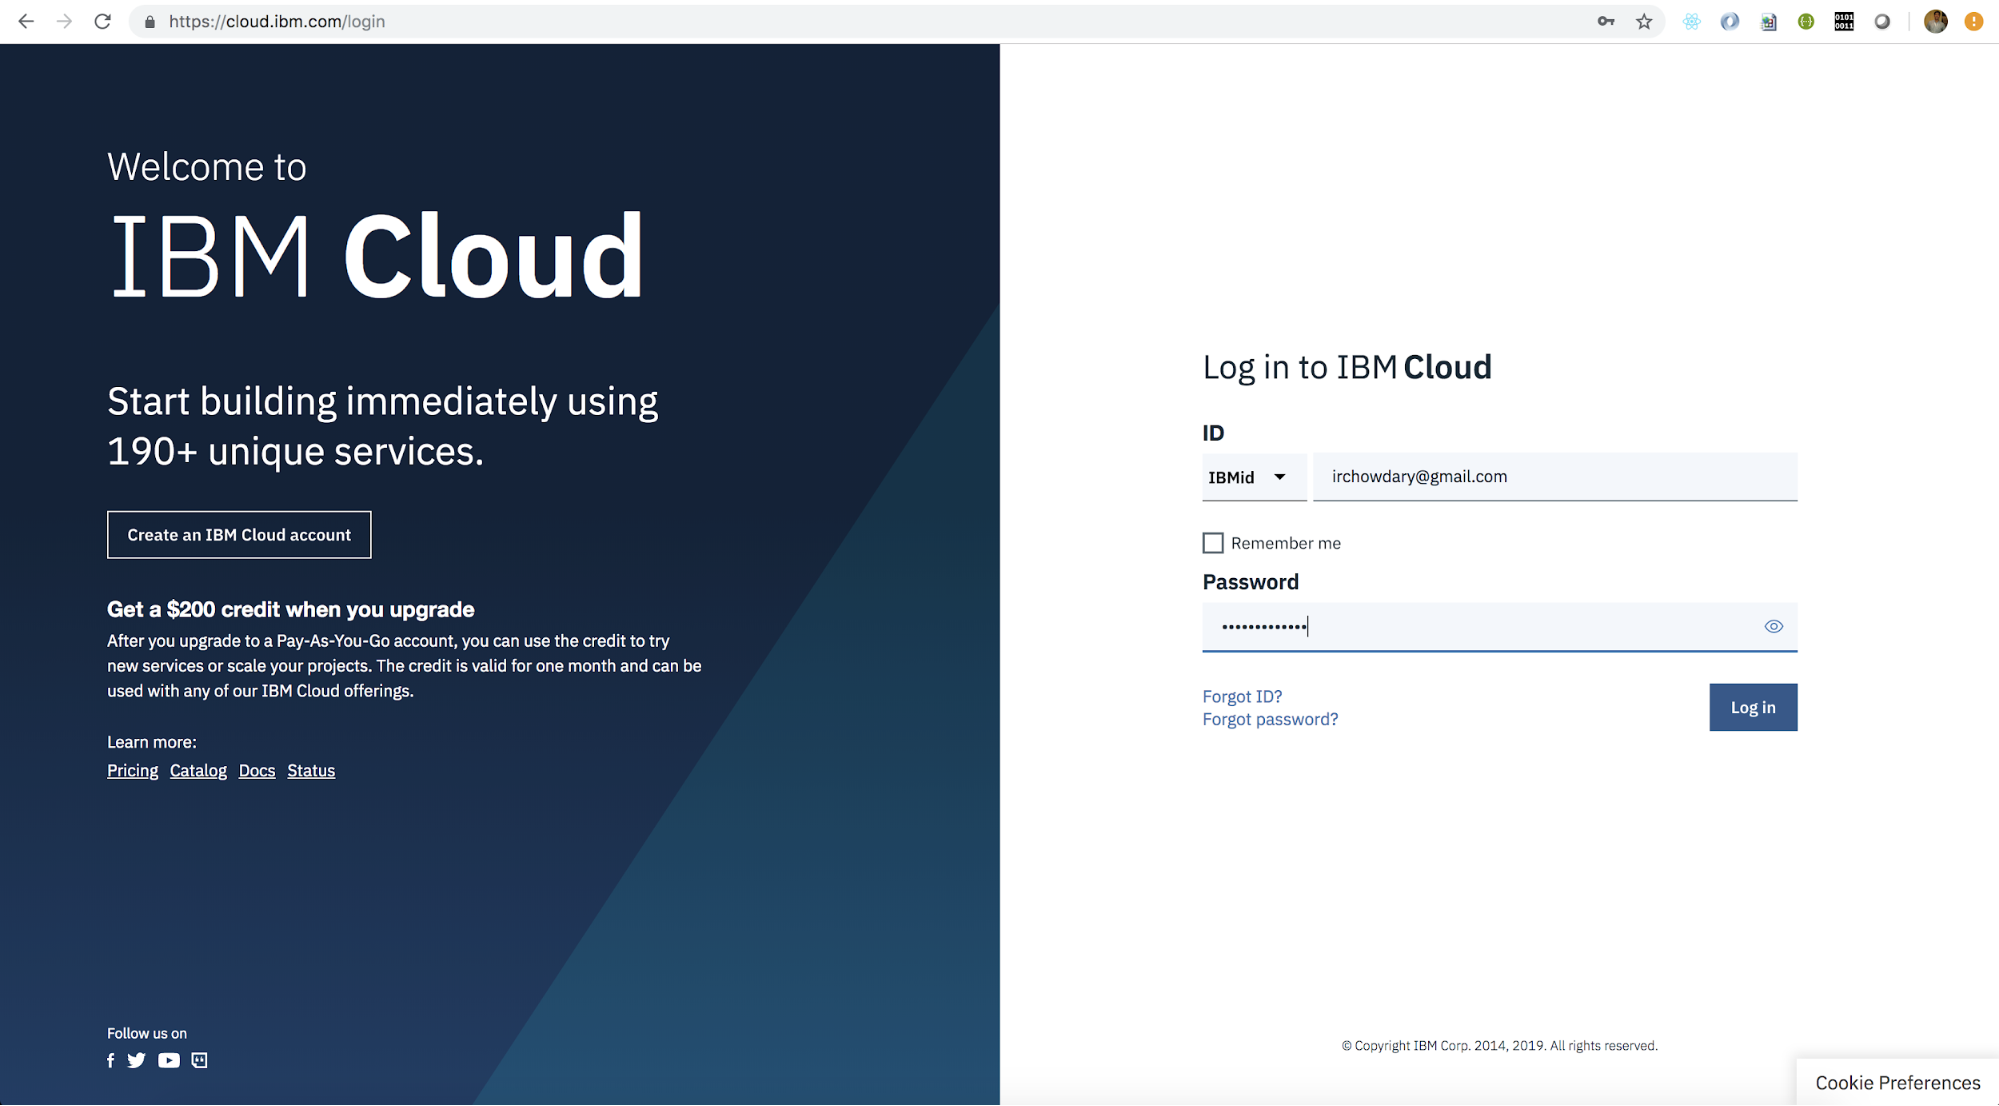 https://cloud.ibm.com/login
0101
0011
Welcome to
IBM Cloud
Start building immediately using
190+ unique services.
Create an IBM Cloud account
Get a $200 credit when you upgrade
After you upgrade to a Pay-As-You-Go account, you can use the credit to try
new services or scale your projects. The credit is valid for one month and can be
used with any of our IBM Cloud offerings.
Learn more:
Pricing Catalog Docs Status
Follow us on
Log in to IBM Cloud
ID
IBMid irchowdary@gmail.com
Remember me
Password
•••••••••••••
Forgot ID?
Forgot password?
Log in
© Copyright IBM Corp. 2014, 2019. All rights reserved.
Cookie Preferences